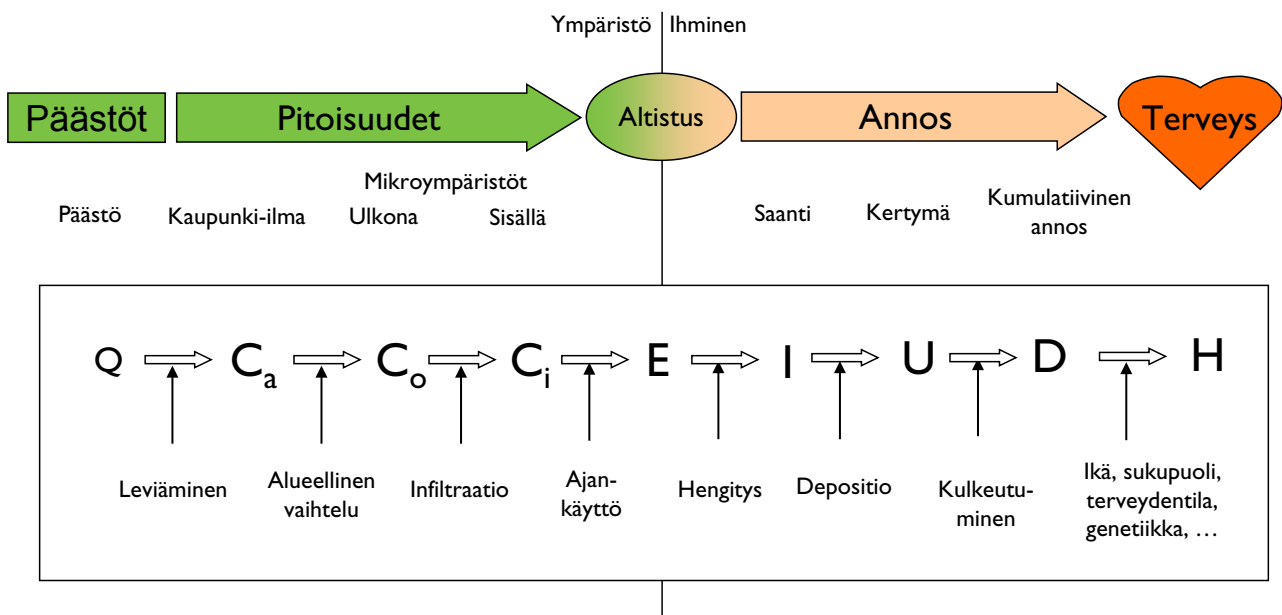 Ympäristö Ihminen
Päästöt Pitoisuudet Altistus Annos Terveys
Mikroympäristöt
Päästö Kaupunki-ilma Ulkona Sisällä Saanti Kertymä Kumulatiivinen
annos
Q Ca Co Ci E I U D H
Leviäminen
Alueellinen
vaihtelu
Infiltraatio
Ajan-
käyttö
Hengitys
Depositio
Kulkeutu-
minen
Ikä, sukupuoli,
terveydentila,
genetiikka, …